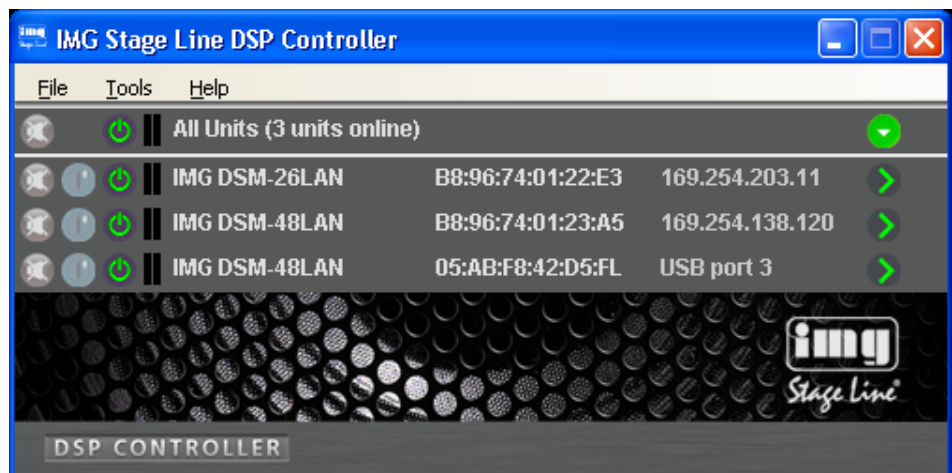 IMG Stage Line DSP Controller
File Tools Help
All Units (3 units online)
IMG DSM-26LAN B8:96:74:01:22:E3 169.254.203.11
IMG DSM-48LAN B8:96:74:01:23:A5 169.254.138.120
IMG DSM-48LAN 05:AB:F8:42:D5:FL USB port 3
img
Stage Line®
DSP CONTROLLER